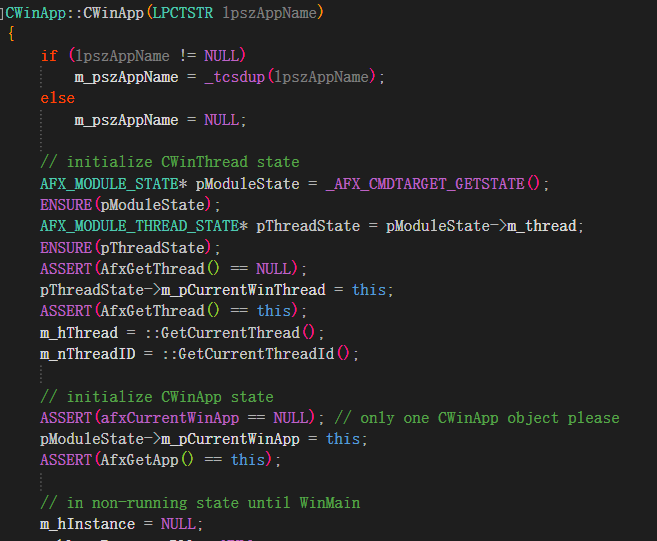 CWinApp::CWinApp(LPCTSTR lpszAppName)
{
if (lpszAppName != NULL)
m_pszAppName = _tcsdup(lpszAppName);
else
m_pszAppName = NULL;
// initialize CWinThread state
AFX_MODULE_STATE* pModuleState = _AFX_CMDTARGET_GETSTATE();
ENSURE(pModuleState);
AFX_MODULE_THREAD_STATE* pThreadState = pModuleState->m_thread;
ENSURE(pThreadState);
ASSERT(AfxGetThread() == NULL);
pThreadState->m_pCurrentWinThread = this;
ASSERT(AfxGetThread() == this);
m_hThread = ::GetCurrentThread();
m_nThreadID = ::GetCurrentThreadId();
// initialize CWinApp state
ASSERT(afxCurrentWinApp == NULL); // only one CWinApp object please
pModuleState->m_pCurrentWinApp = this;
ASSERT(AfxGetApp() == this);
// in non-running state until WinMain
m_hInstance = NULL;